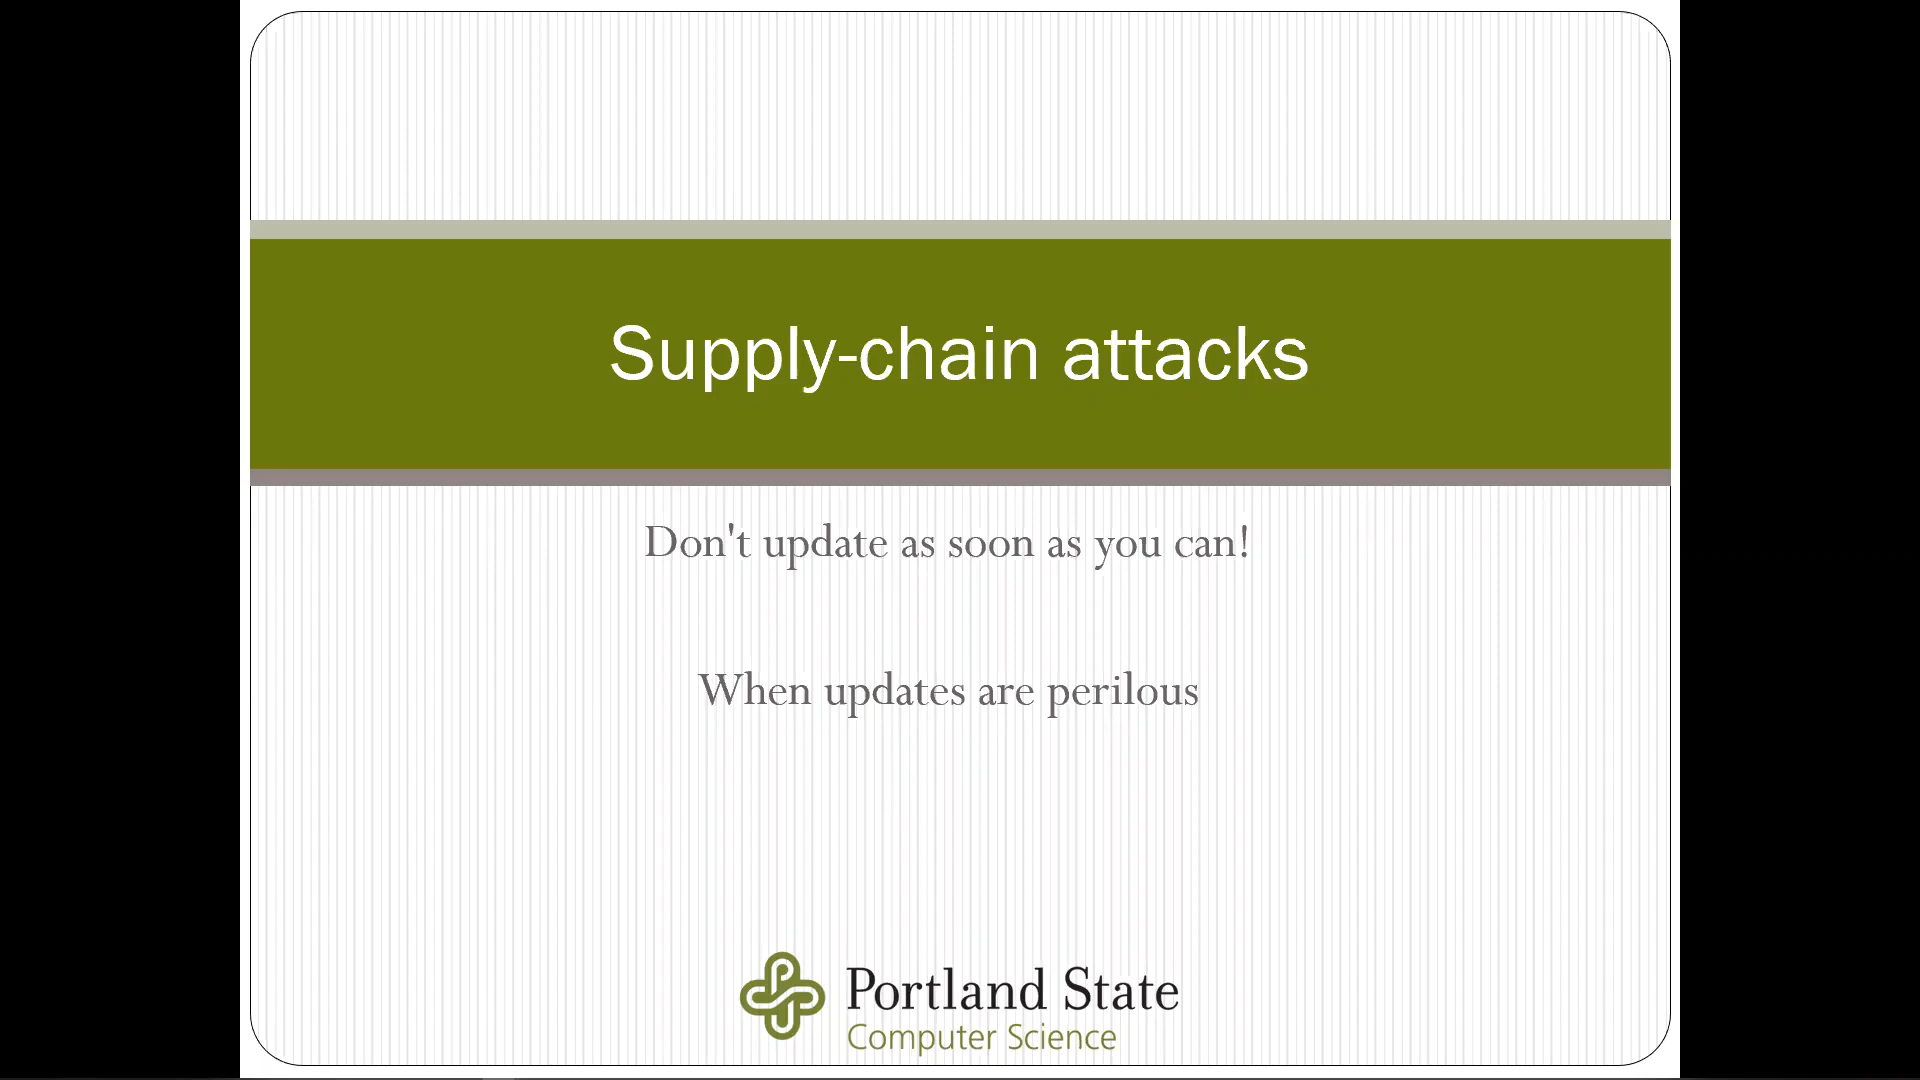 Supply-chain attacks
Don't update as soon as you can!
When updates are perilous
Portland State
Computer Science